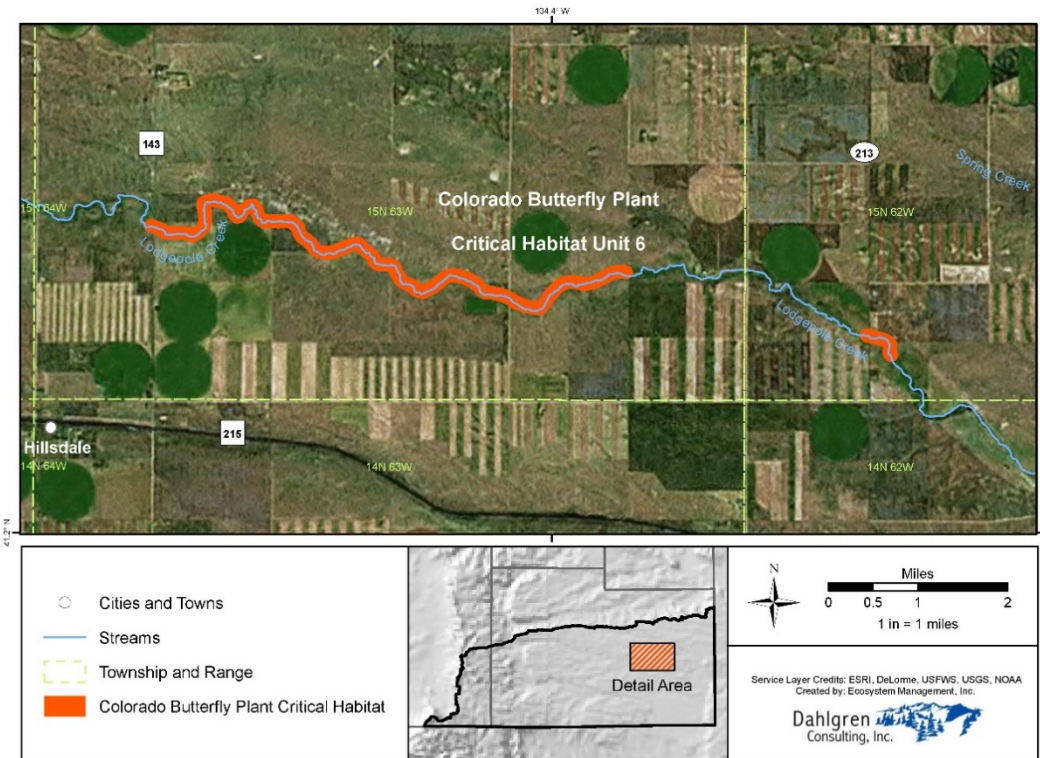 104.4° W
143
213
Spring Creek
15N 64W
15N 63W
Colorado Butterfly Plant
15N 62W
Critical Habitat Unit 6
Lodgepole Creek
Lodgepole Creek
215
Hillsdale
14N 64W
14N 63W
14N 62W
41.2° N
Cities and Towns
Streams
Township and Range
Colorado Butterfly Plant Critical Habitat
Detail Area
N
Miles
0 0.5 1 2
1 in = 1 miles
Service Layer Credits: ESRI, DeLorme, USFWS, USGS, NOAA
Created by: Ecosystem Management, Inc.
Dahlgren
Consulting, Inc.